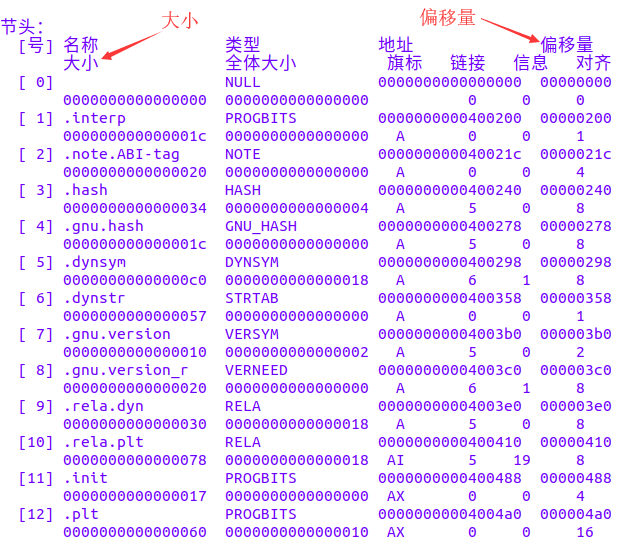 大小
偏移量
节头：
[号] 名称 类型 地址 偏移量
大小 全体大小 旗标 链接 信息 对齐
[ 0] NULL 0000000000000000 00000000
0000000000000000 0000000000000000 0 0 0
[ 1] .interp PROGBITS 0000000000400200 00000200
000000000000001c 0000000000000000 A 0 0 1
[ 2] .note.ABI-tag NOTE 000000000040021c 0000021c
0000000000000020 0000000000000000 A 0 0 4
[ 3] .hash HASH 0000000000400240 00000240
0000000000000034 0000000000000004 A 5 0 8
[ 4] .gnu.hash GNU_HASH 0000000000400278 00000278
000000000000001c 0000000000000000 A 5 0 8
[ 5] .dynsym DYNSYM 0000000000400298 00000298
00000000000000c0 0000000000000018 A 6 1 8
[ 6] .dynstr STRTAB 0000000000400358 00000358
0000000000000057 0000000000000000 A 0 0 1
[ 7] .gnu.version VERSYM 00000000004003b0 000003b0
0000000000000010 0000000000000002 A 5 0 2
[ 8] .gnu.version_r VERNEED 00000000004003c0 000003c0
0000000000000020 0000000000000000 A 6 1 8
[ 9] .rela.dyn RELA 00000000004003e0 000003e0
0000000000000030 0000000000000018 A 5 0 8
[10] .rela.plt RELA 0000000000400410 00000410
0000000000000078 0000000000000018 AI 5 19 8
[11] .init PROGBITS 0000000000400488 00000488
0000000000000017 0000000000000000 AX 0 0 4
[12] .plt PROGBITS 00000000004004a0 000004a0
0000000000000060 0000000000000010 AX 0 0 16